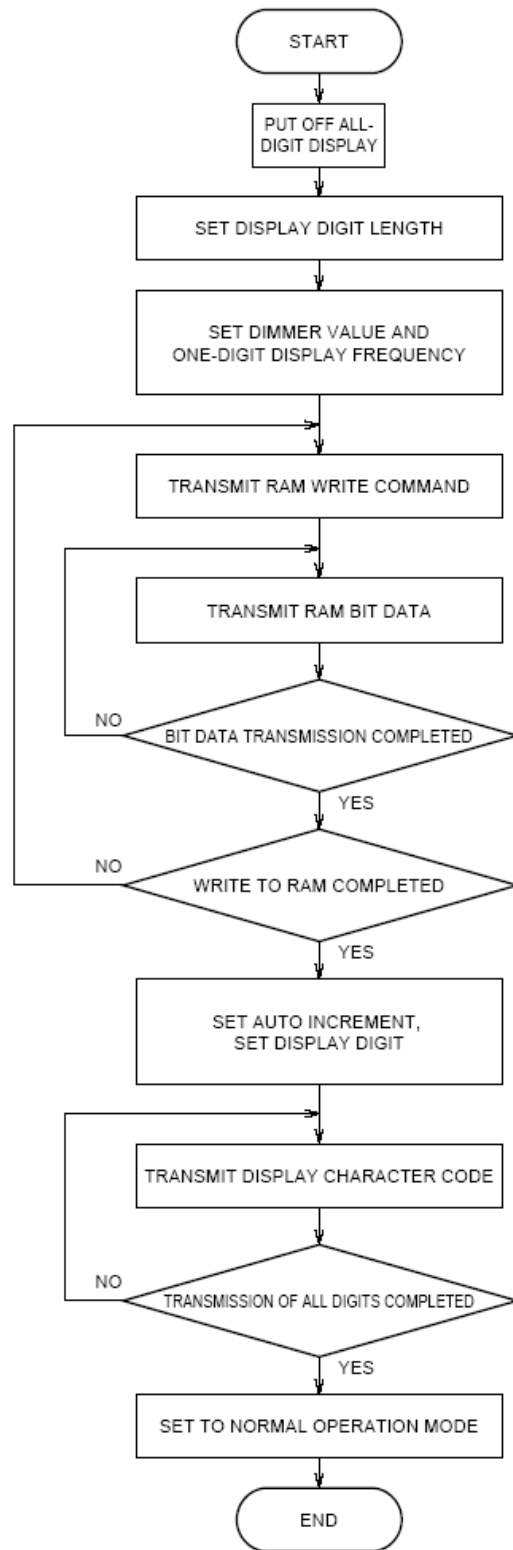 START
PUT OFF ALL-
DIGIT DISPLAY
SET DISPLAY DIGIT LENGTH
SET DIMMER VALUE AND
ONE-DIGIT DISPLAY FREQUENCY
TRANSMIT RAM WRITE COMMAND
TRANSMIT RAM BIT DATA
NO
BIT DATA TRANSMISSION COMPLETED
YES
NO
WRITE TO RAM COMPLETED
YES
SET AUTO INCREMENT,
SET DISPLAY DIGIT
TRANSMIT DISPLAY CHARACTER CODE
NO
TRANSMISSION OF ALL DIGITS COMPLETED
YES
SET TO NORMAL OPERATION MODE
END